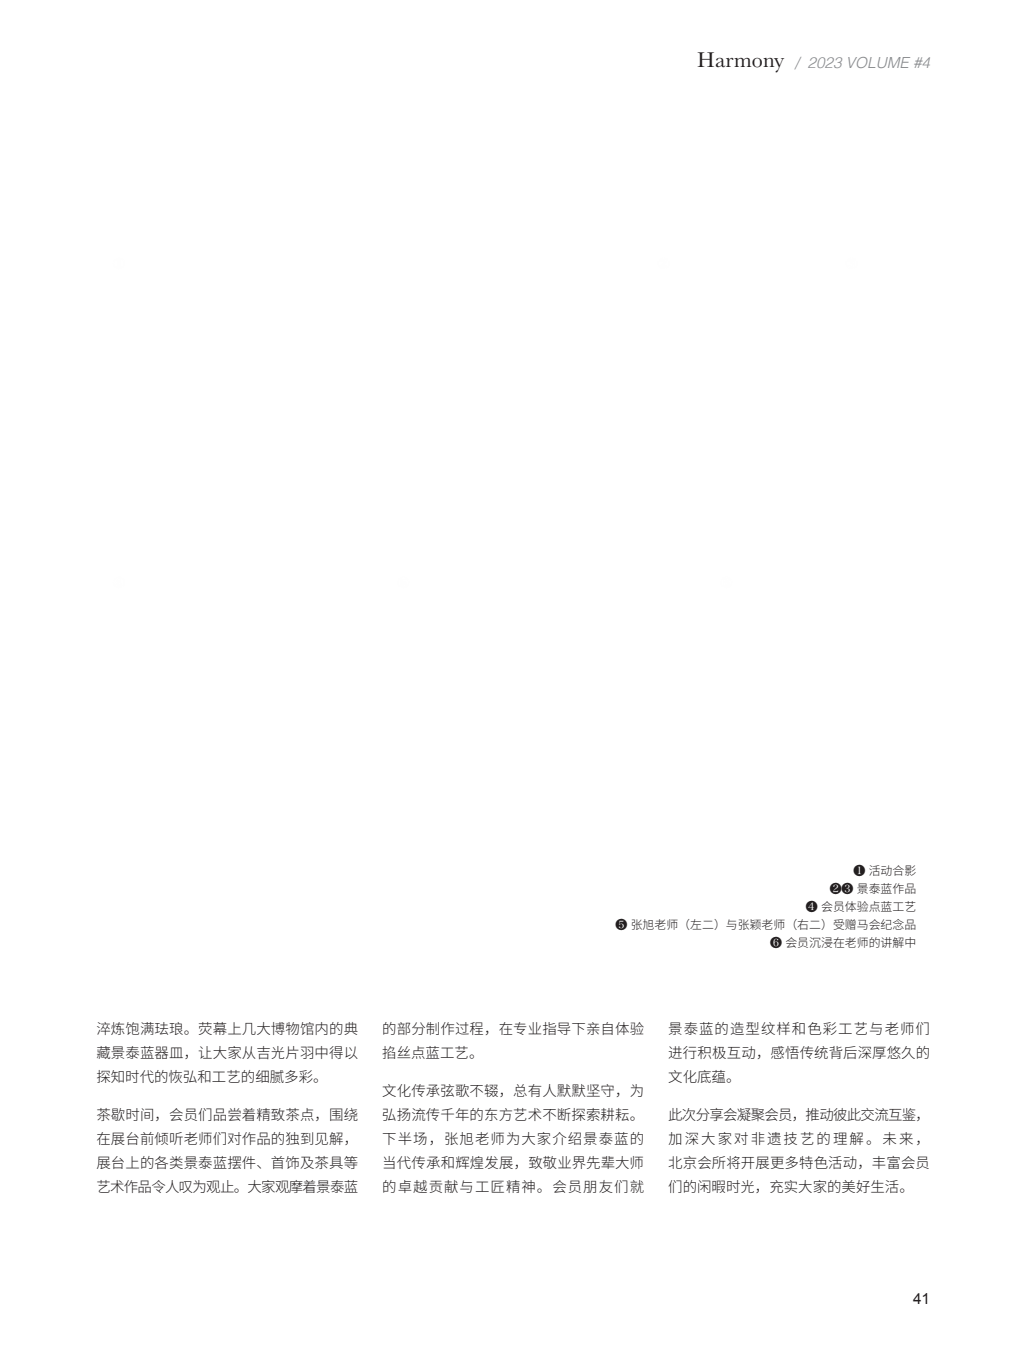 Harmony / 2023 VOLUME #4
❶ 活动合影
❷❸ 景泰蓝作品
❹ 会员体验点蓝工艺
❺ 张旭老师（左二）与张颖老师（右二）受赠马会纪念品
❻ 会员沉浸在老师的讲解中
淬炼饱满珐琅。荧幕上几大博物馆内的典
藏景泰蓝器皿，让大家从吉光片羽中得以
探知时代的恢弘和工艺的细腻多彩。
茶歇时间，会员们品尝着精致茶点，围绕
在展台前倾听老师们对作品的独到见解，
展台上的各类景泰蓝摆件、首饰及茶具等
艺术作品令人叹为观止。大家观摩着景泰蓝
的部分制作过程，在专业指导下亲自体验
掐丝点蓝工艺。
文化传承弦歌不辍，总有人默默坚守，为
弘扬流传千年的东方艺术不断探索耕耘。
下半场，张旭老师为大家介绍景泰蓝的
当代传承和辉煌发展，致敬业界先辈大师
的卓越贡献与工匠精神。会员朋友们就
景泰蓝的造型纹样和色彩工艺与老师们
进行积极互动，感悟传统背后深厚悠久的
文化底蕴。
此次分享会凝聚会员，推动彼此交流互鉴，
加深大家对非遗技艺的理解。未来，
北京会所将开展更多特色活动，丰富会员
们的闲暇时光，充实大家的美好生活。
41